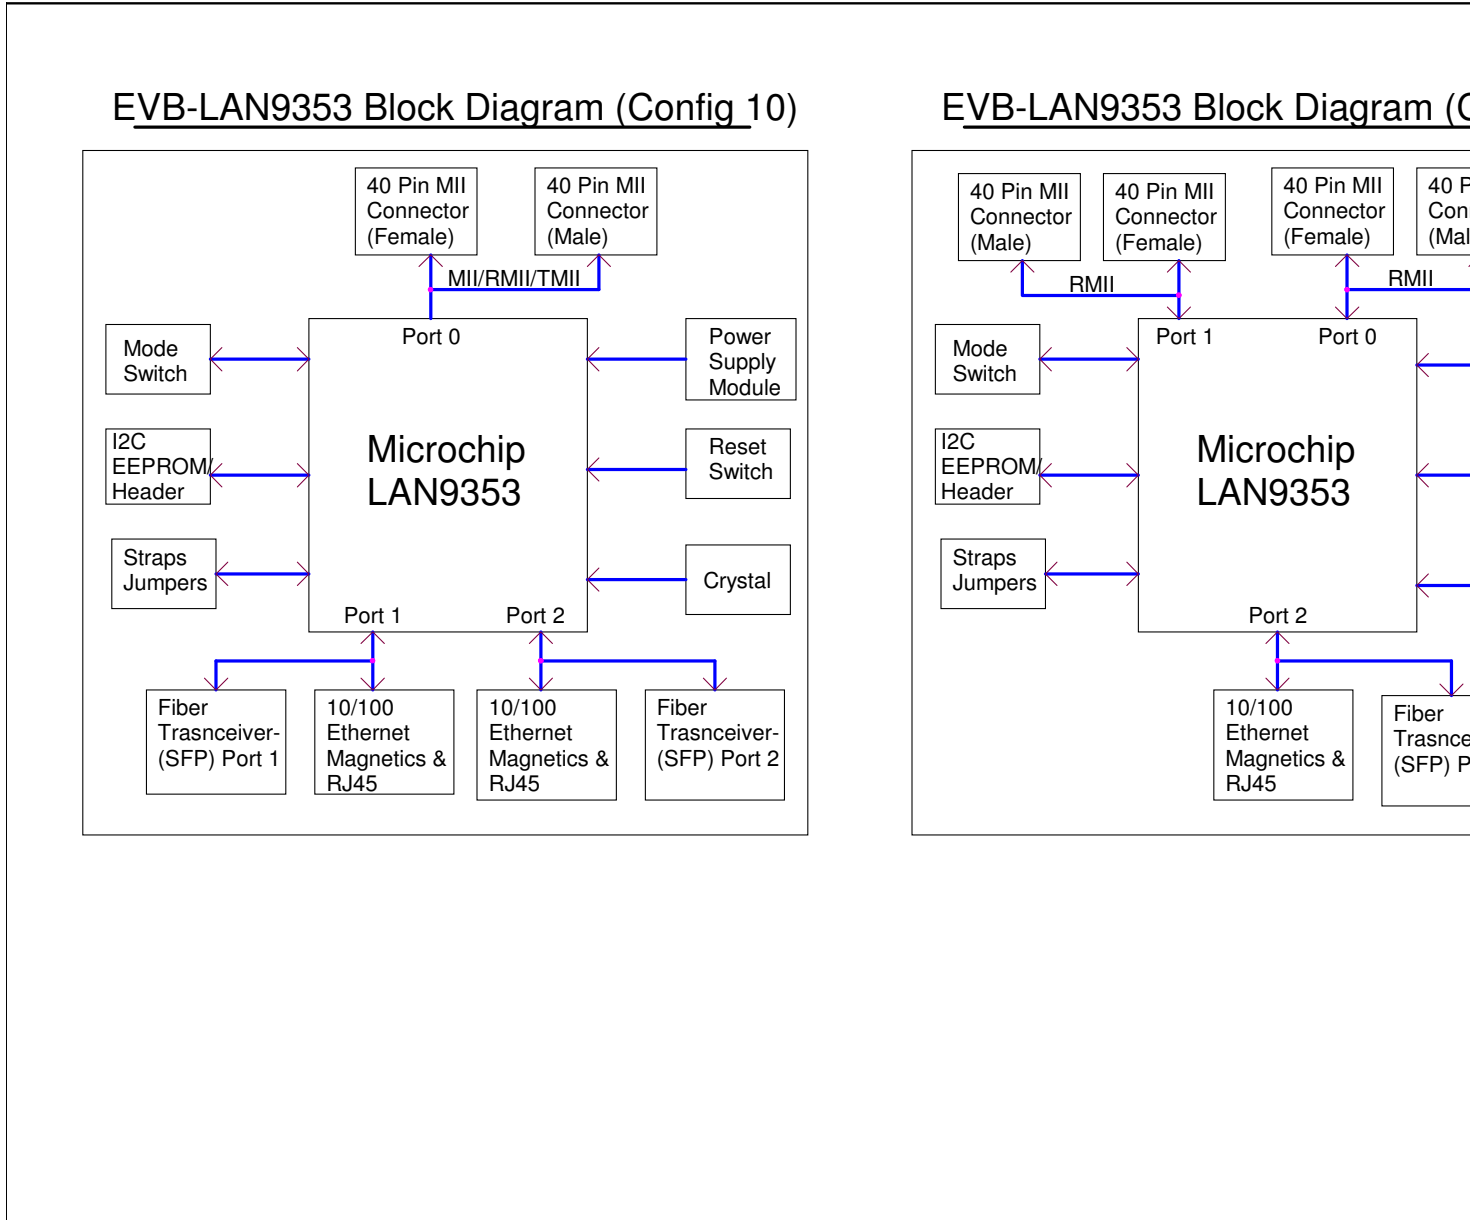 EVB-LAN9353 Block Diagram (Config 10)
40 Pin MII
Connector
(Female)
40 Pin MII
Connector
(Male)
MII/RMII/TMII
Port 0
Mode
Switch
Power
Supply
Module
I2C
EEPROM/
Header
Microchip
LAN9353
Reset
Switch
Straps
Jumpers
Crystal
Port 1
Port 2
Fiber
Trasnceiver-
(SFP) Port 1
10/100
Ethernet
Magnetics &
RJ45
10/100
Ethernet
Magnetics &
RJ45
Fiber
Trasnceiver-
(SFP) Port 2
EVB-LAN9353 Block Diagram
40 Pin MII
Connector
(Male)
40 Pin MII
Connector
(Female)
40 Pin MII
Connector
(Female)
40
RMII
RMII
Port 1
Port 0
Mode
Switch
I2C
EEPROM/
Header
Microchip
LAN9353
Straps
Jumpers
Port 2
10/100
Ethernet
Magnetics &
RJ45
Fiber
(SFP)